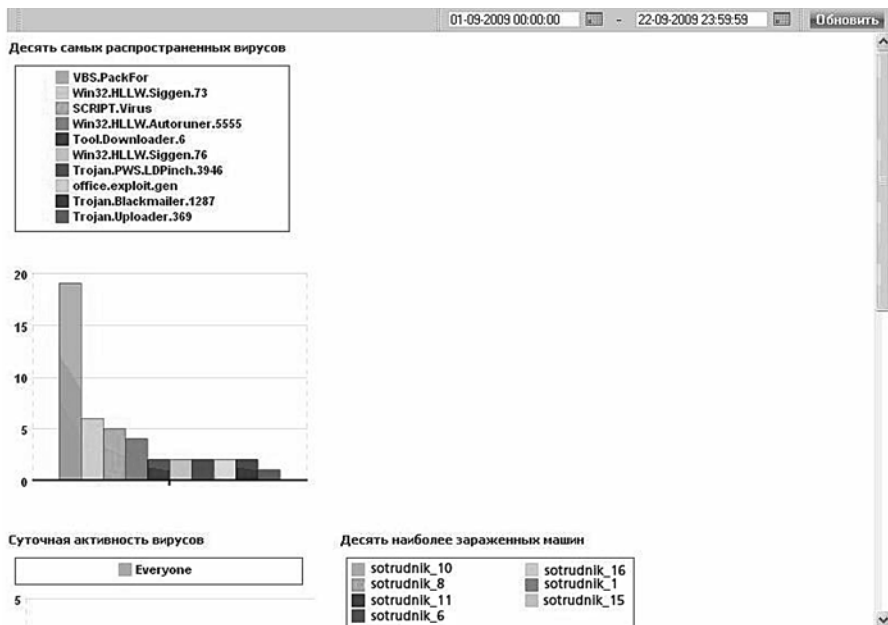 01-09-2009 00:00:00 - 22-09-2009 23:59:59 Обновить
Десять самых распространенных вирусов
VBS.PackFor
Win32.HLLW.Siggen.73
SCRIPT.Virus
Win32.HLLW.Autoruner.5555
Tool.Downloader.6
Win32.HLLW.Siggen.76
Trojan.PWS.LDPinch.3946
office.exploit.gen
Trojan.Blackmailer.1287
Trojan.Uploader.369
20
15
10
5
0
Суточная активность вирусов
Everyone
5
Десять наиболее зараженных машин
sotrudnik_10
sotrudnik_8
sotrudnik_11
sotrudnik_6
sotrudnik_16
sotrudnik_1
sotrudnik_15